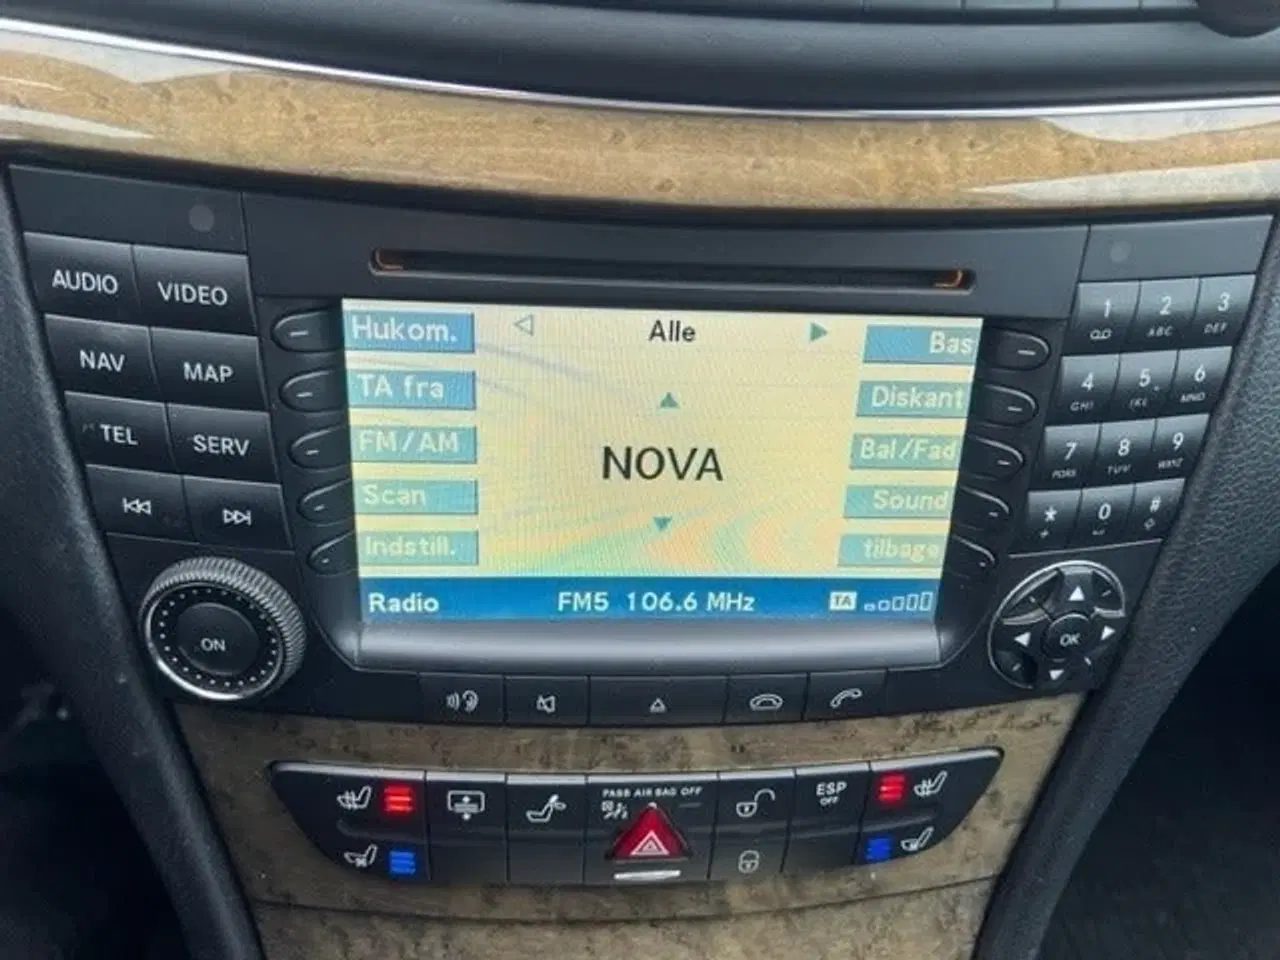 AUDIO
VIDEO
NAV
MAP
TEL
SERV
ON
Hukom.
TA fra
FM/AM
Scan
Indstill.
Alle
NOVA
Bas
Diskant
Bal/Fad
Sound
tilbage
Radio
FM5 106.6 MHz
TA
1
2 ABC
3 DEF
4 GHI
5 JKL
6 MNO
7 PQRS
8 TUV
9 WXYZ
*
0
#
OK
PASS AIR BAG OFF
ESP
OFF